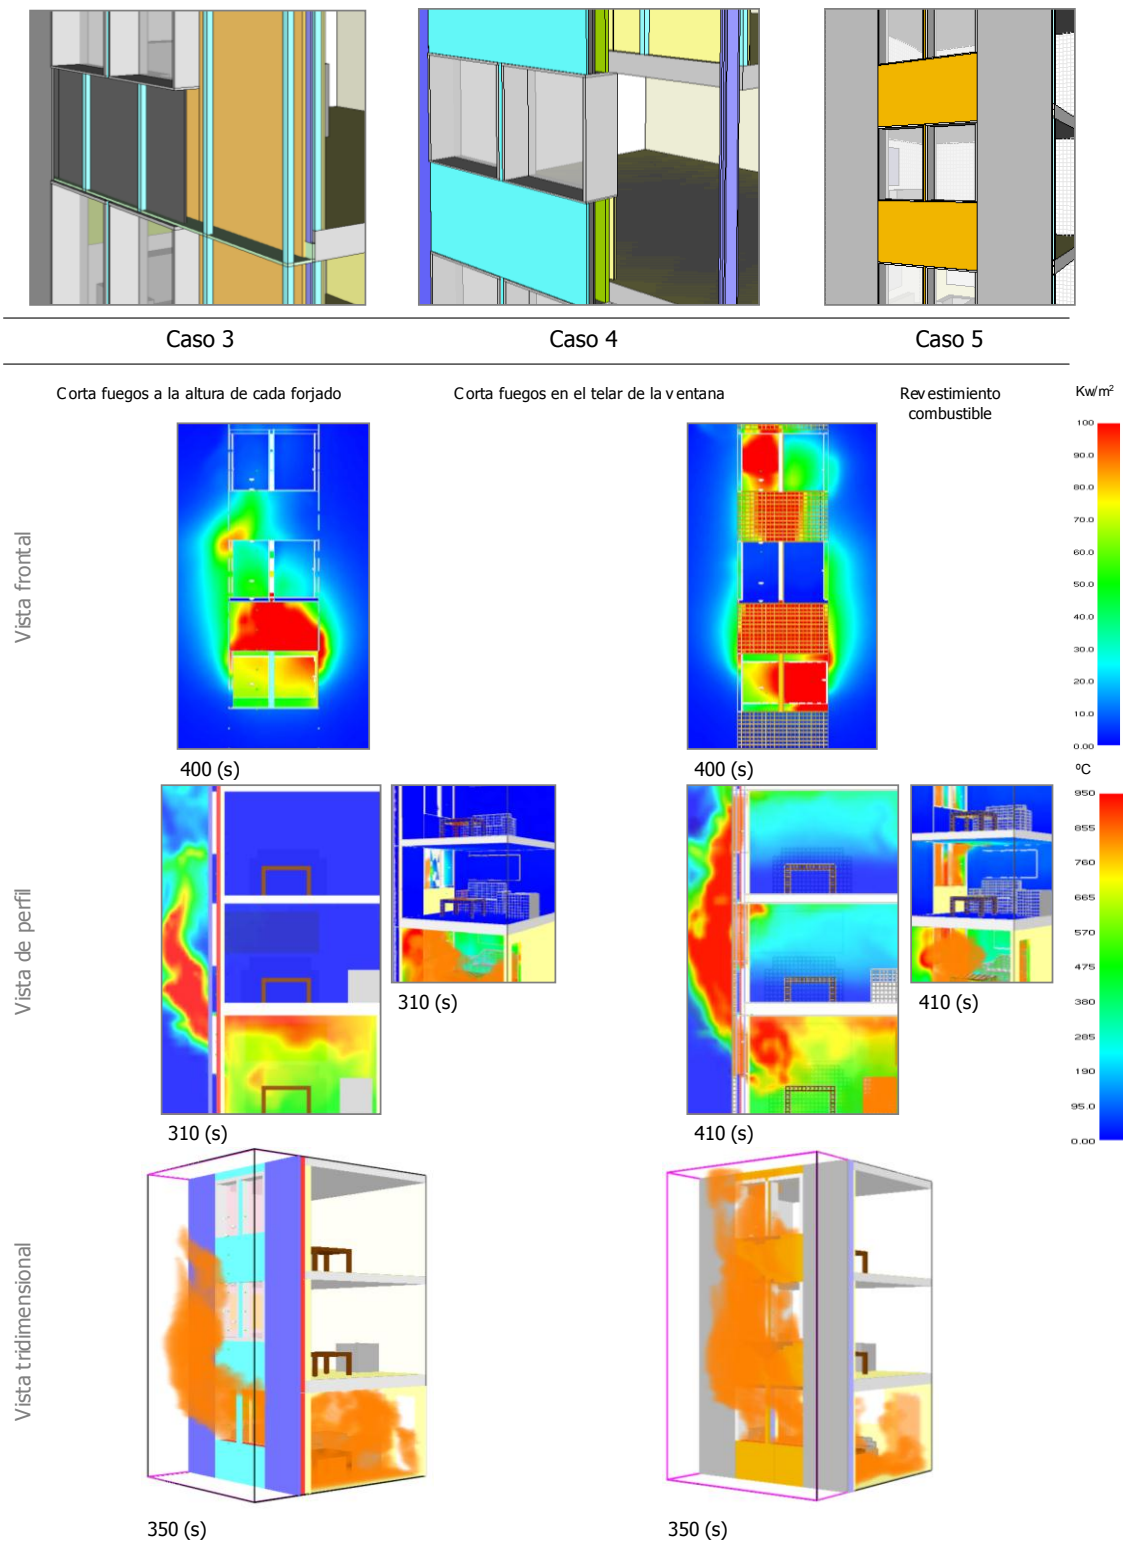 Caso 3
Caso 4
Caso 5
Corta fuegos a la altura de cada forjado
Corta fuegos en el telar de la ventana
Revestimiento
combustible
Kw/m²
100
90.0
80.0
70.0
60.0
50.0
40.0
30.0
20.0
10.0
0.00
Vista frontal
400 (s)
400 (s)
ºC
950
855
760
665
570
475
380
285
190
95.0
0.00
Vista de perfil
310 (s)
410 (s)
310 (s)
410 (s)
Vista tridimensional
350 (s)
350 (s)